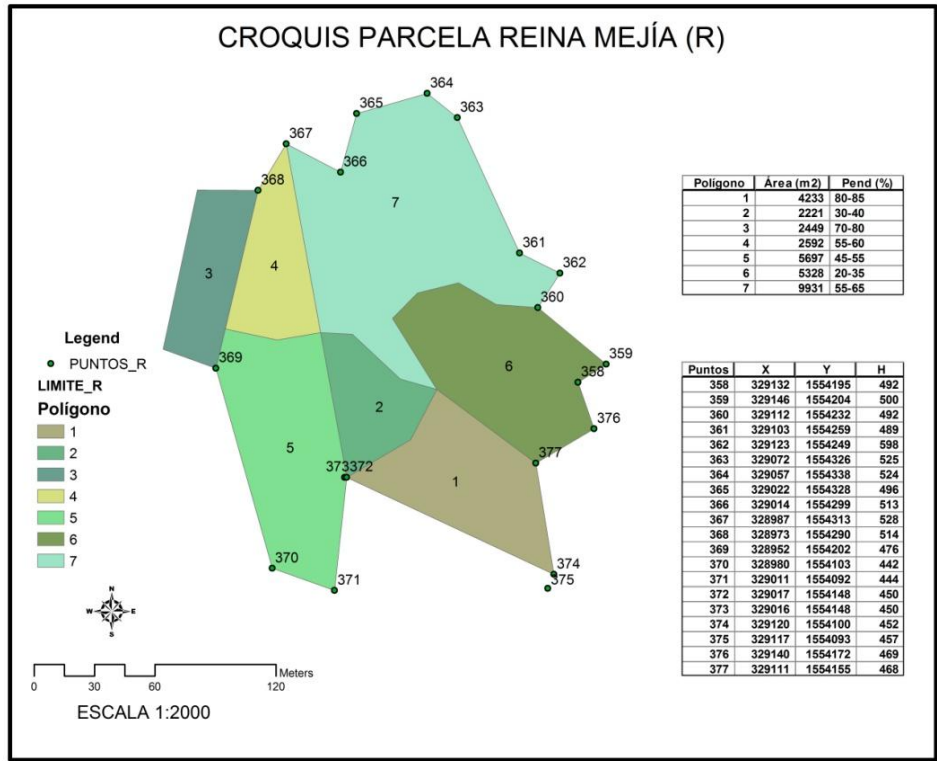 CROQUIS PARCELA REINA MEJÍA (R)
364
365
363
367
366
368
7
361
362
3
4
360
359
369
358
6
2
376
5
377
373
372
1
370
374
371
375
Legend
PUNTOS_R
LIMITE_R
Polígono
1
2
3
4
5
6
7
N
W E
S
Meters
0 30 60 120
ESCALA 1:2000
Polígono Área (m2) Pend (%)
1 4233 80-85
2 2221 30-40
3 2449 70-80
4 2592 55-60
5 5697 45-55
6 5328 20-35
7 9931 55-65
Puntos X Y H
358 329132 1554195 492
359 329146 1554204 500
360 329112 1554232 492
361 329103 1554259 489
362 329123 1554249 598
363 329072 1554326 525
364 329057 1554338 524
365 329022 1554328 496
366 329014 1554299 513
367 328987 1554313 528
368 328973 1554290 514
369 328952 1554202 476
370 328980 1554103 442
371 329011 1554092 444
372 329017 1554148 450
373 329016 1554148 450
374 329120 1554100 452
375 329117 1554093 457
376 329140 1554172 469
377 329111 1554155 468